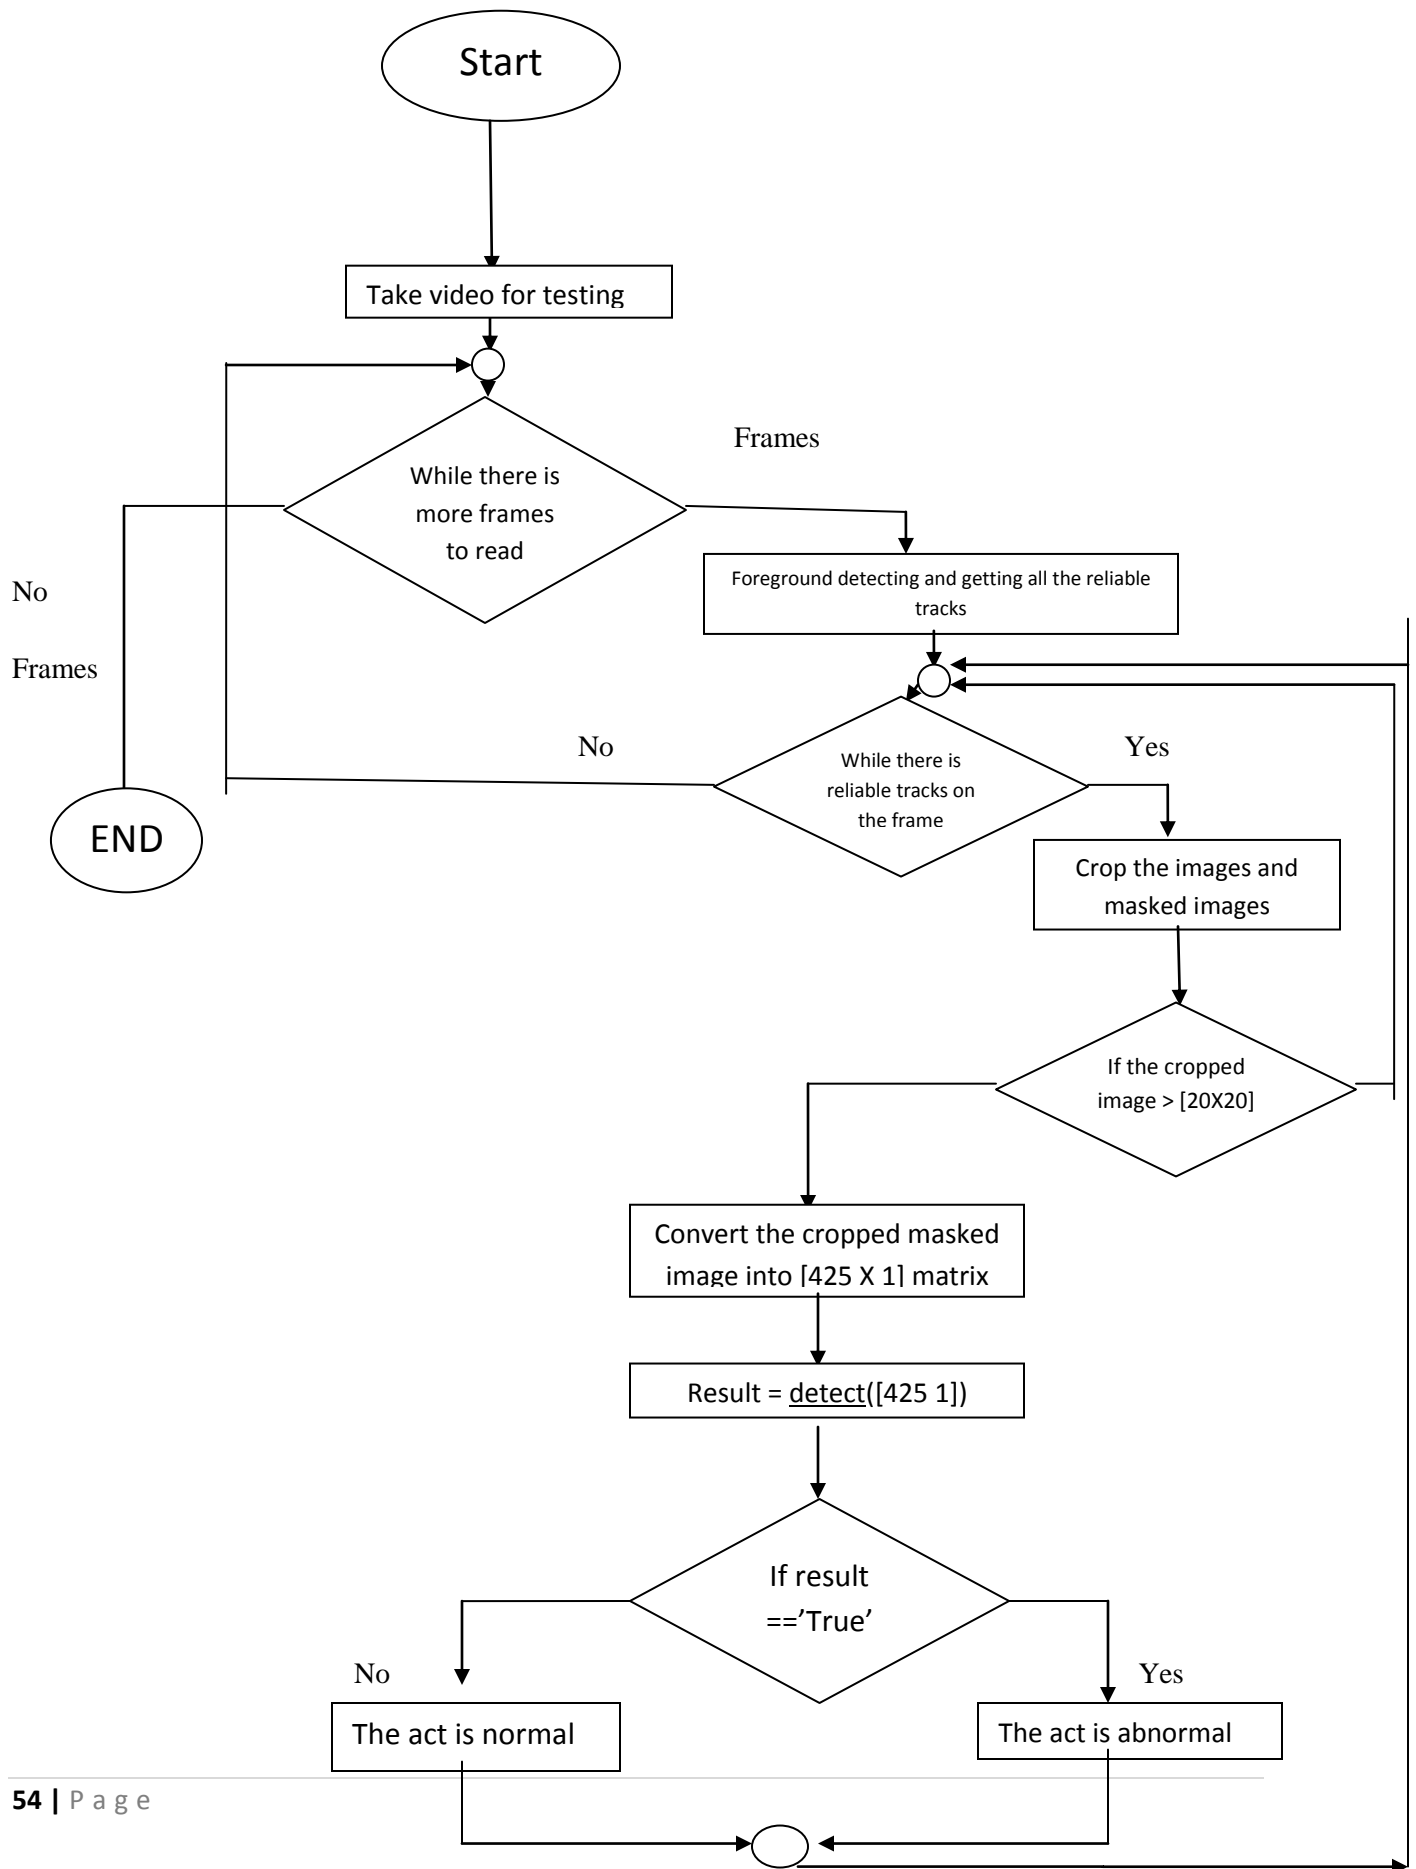 Start
Take video for testing
Frames
While there is
more frames
to read
No
Frames
Foreground detecting and getting all the reliable
tracks
No
Yes
While there is
reliable tracks on
the frame
END
Crop the images and
masked images
If the cropped
image > [20X20]
Convert the cropped masked
image into [425 X 1] matrix
Result = detect([425 1])
If result
==’True’
No
Yes
The act is normal
The act is abnormal
54 | P a g e